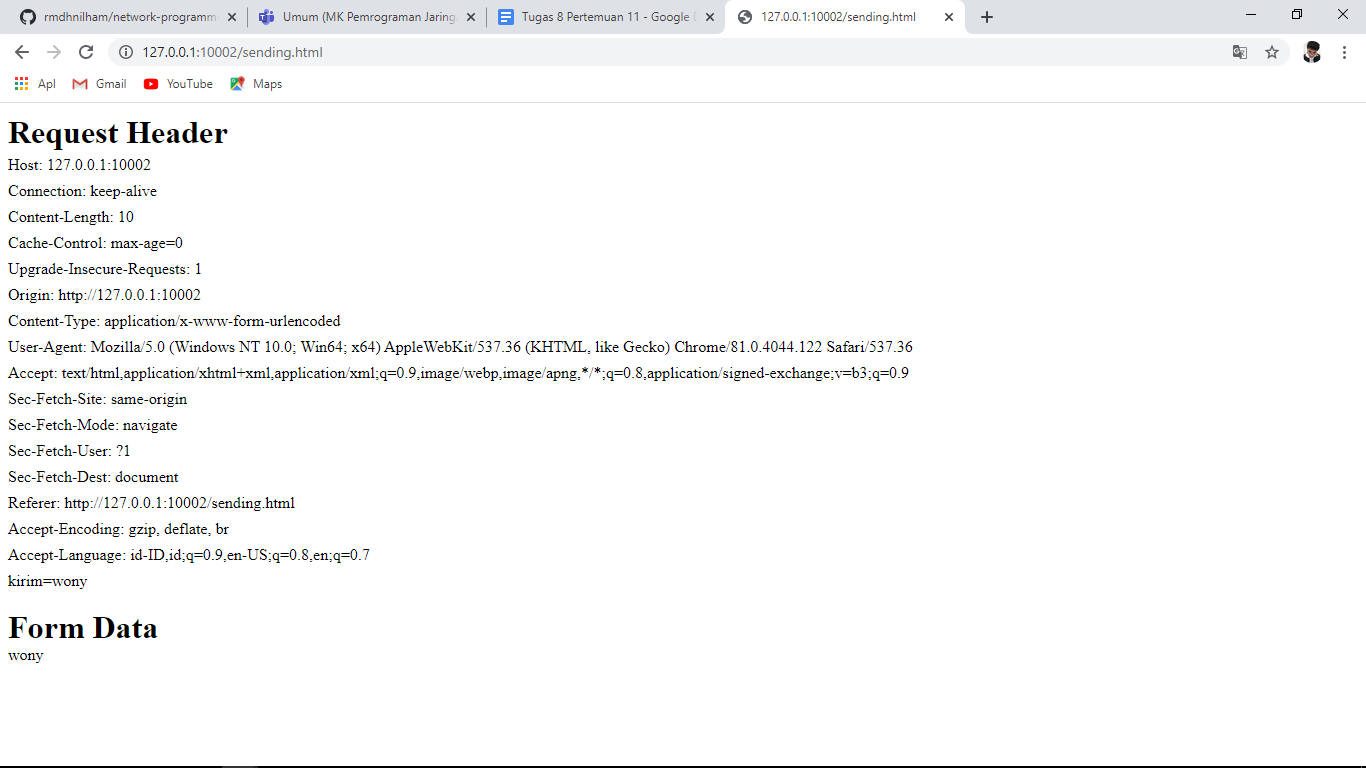 rmdhnilham/network-programm
Umum (MK Pemrograman Jaringa
Tugas 8 Pertemuan 11 - Google D
127.0.0.1:10002/sending.html
127.0.0.1:10002/sending.html
Apl
Gmail
YouTube
Maps
Request Header
Host: 127.0.0.1:10002
Connection: keep-alive
Content-Length: 10
Cache-Control: max-age=0
Upgrade-Insecure-Requests: 1
Origin: http://127.0.0.1:10002
Content-Type: application/x-www-form-urlencoded
User-Agent: Mozilla/5.0 (Windows NT 10.0; Win64; x64) AppleWebKit/537.36 (KHTML, like Gecko) Chrome/81.0.4044.122 Safari/537.36
Accept: text/html,application/xhtml+xml,application/xml;q=0.9,image/webp,image/apng,*/*;q=0.8,application/signed-exchange;v=b3;q=0.9
Sec-Fetch-Site: same-origin
Sec-Fetch-Mode: navigate
Sec-Fetch-User: ?1
Sec-Fetch-Dest: document
Referer: http://127.0.0.1:10002/sending.html
Accept-Encoding: gzip, deflate, br
Accept-Language: id-ID,id;q=0.9,en-US;q=0.8,en;q=0.7
kirim=wony
Form Data
wony